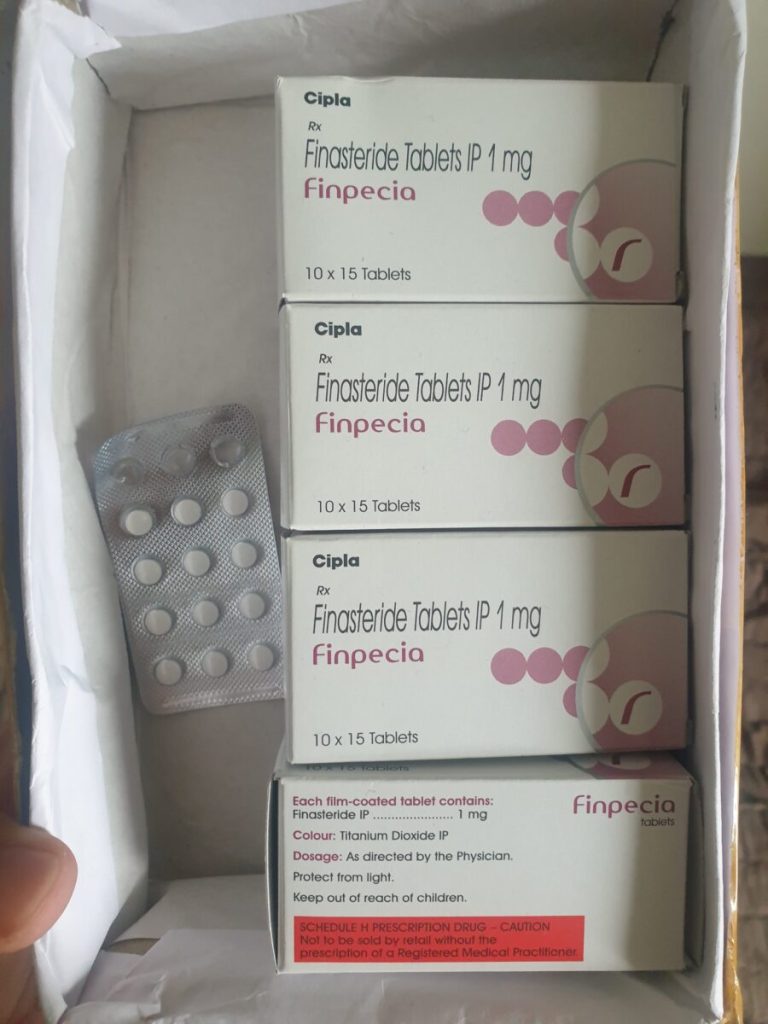 Cipla
Rx
Finasteride Tablets IP 1 mg
Finpecia
10 x 15 Tablets
Cipla
Rx
Finasteride Tablets IP 1 mg
Finpecia
10 x 15 Tablets
Cipla
Rx
Finasteride Tablets IP 1 mg
Finpecia
10 x 15 Tablets
10 x 15 Tablets
Each film-coated tablet contains:
Finasteride IP ...................... 1 mg
Colour: Titanium Dioxide IP
Dosage: As directed by the Physician.
Protect from light.
Keep out of reach of children.
Finpecia
tablets
SCHEDULE H PRESCRIPTION DRUG – CAUTION
Not to be sold by retail without the
prescription of a Registered Medical Practitioner.